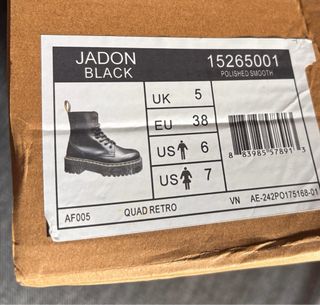 JADON
BLACK
15265001
POLISHED SMOOTH
UK 5
EU 38
US 6
US 7
8 83985 57891 3
AF005
QUAD RETRO
VN AE-242PO175168-01